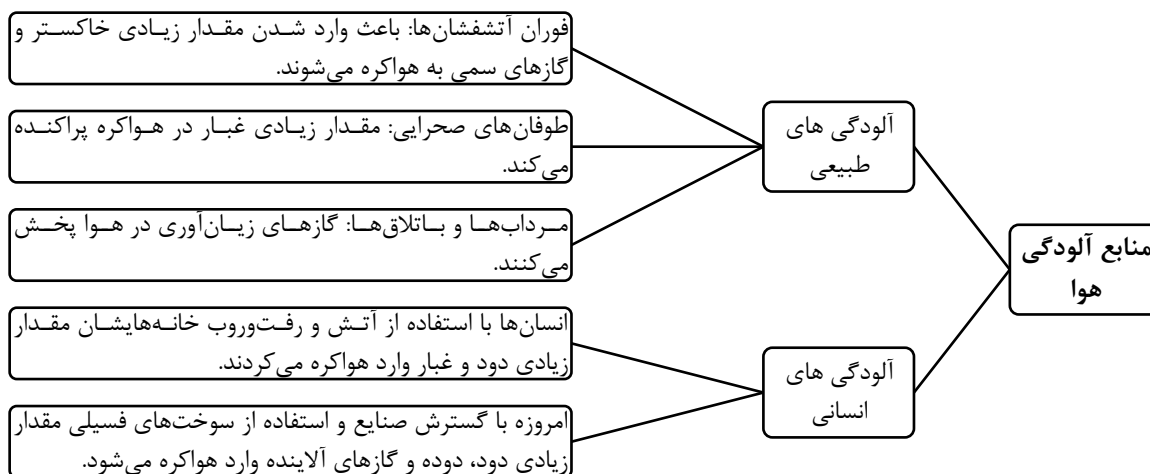 منابع آلودگی
هوا
آلودگی های
طبیعی
فوران آتشفشان‌ها: باعث وارد شدن مقدار زیادی خاکستر و
گازهای سمی به هواکره می‌شوند.
طوفان‌های صحرایی: مقدار زیادی غبار در هواکره پراکنده
می‌کند.
مرداب‌ها و باتلاق‌ها: گازهای زیان‌آوری در هوا پخش
می‌کنند.
آلودگی های
انسانی
انسان‌ها با استفاده از آتش و رفت‌وروب خانه‌هایشان مقدار
زیادی دود و غبار وارد هواکره می‌کردند.
امروزه با گسترش صنایع و استفاده از سوخت‌های فسیلی مقدار
زیادی دود، دوده و گازهای آلاینده وارد هواکره می‌شود.